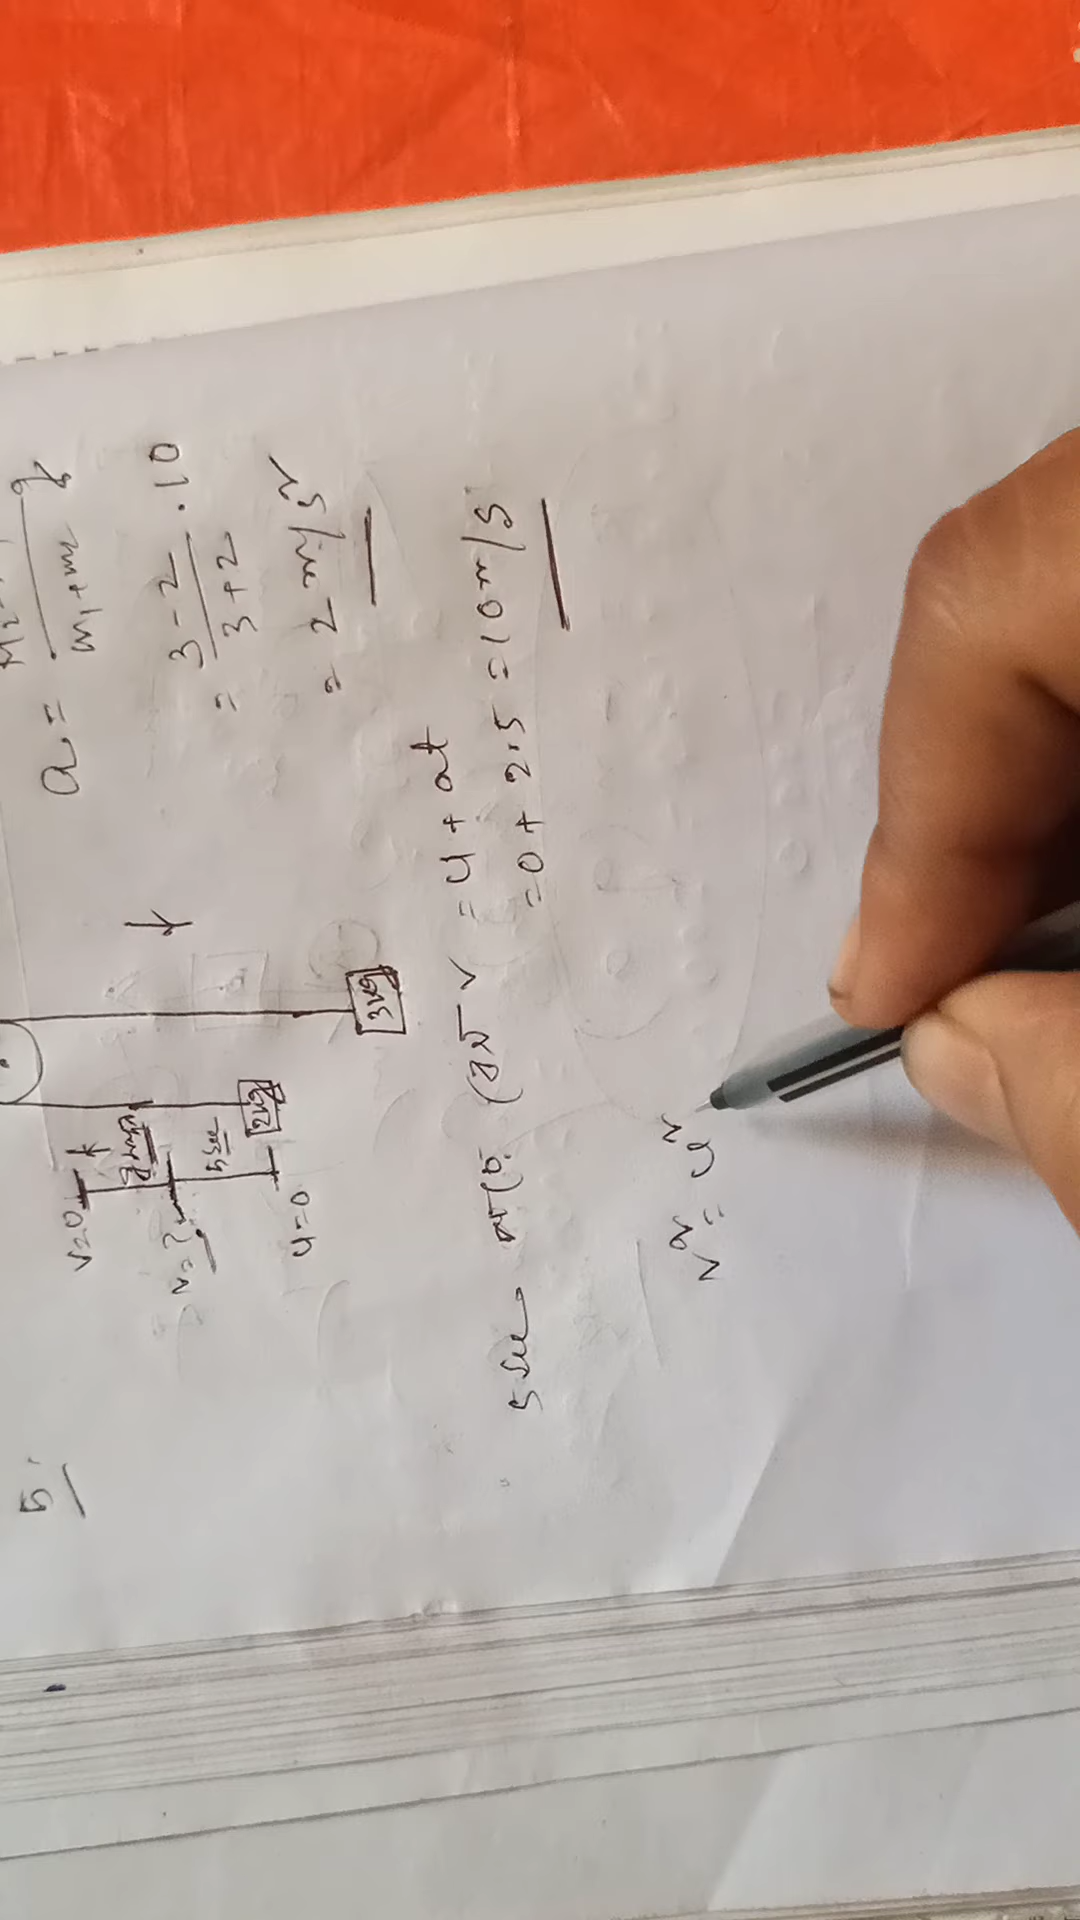 5.
a = m₂-
m₁+m₂ g
= 3-2 / 3+2 . 10
= 2 m/s²
v=0
v=?
5 sec
u=0
2kg
3kg
5 sec v = u + at
= 0 + 2.5 = 10 m/s
v² = u²